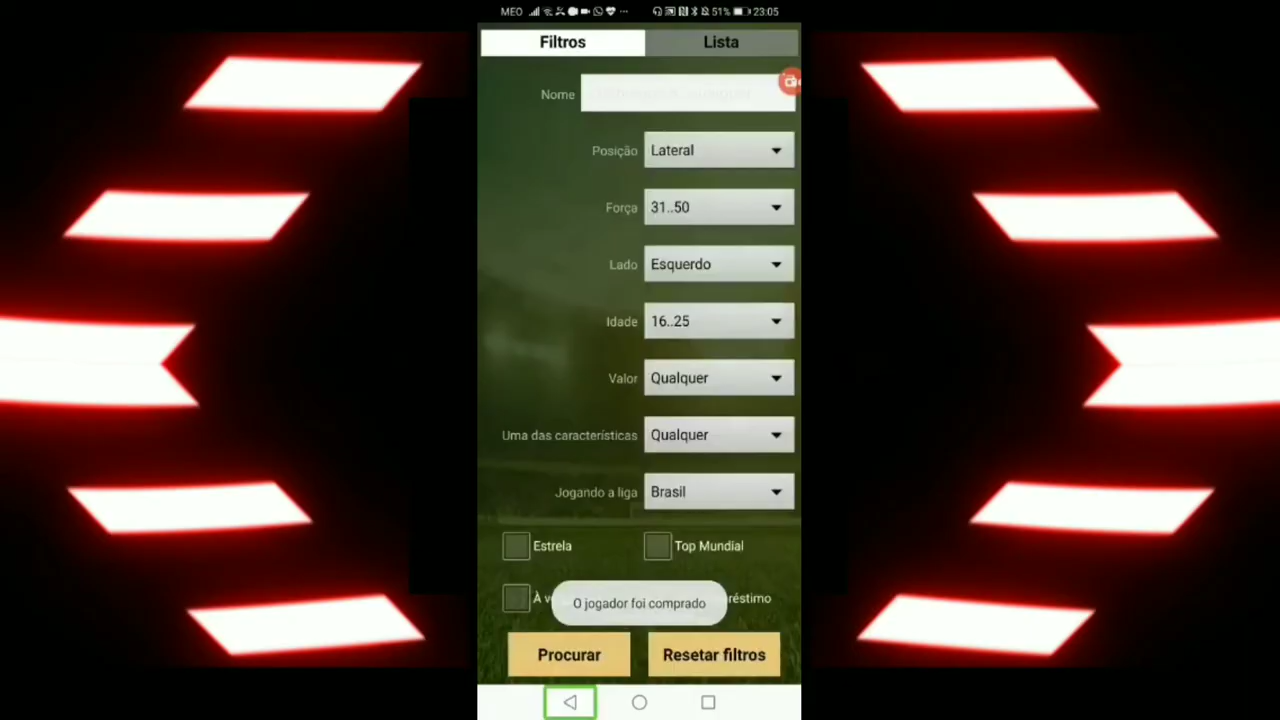 MEO 51% 23:05
Filtros Lista
Nome
Posição Lateral
Força 31..50
Lado Esquerdo
Idade 16..25
Valor Qualquer
Uma das características Qualquer
Jogando a liga Brasil
Estrela Top Mundial
À
O jogador foi comprado
Procurar Resetar filtros